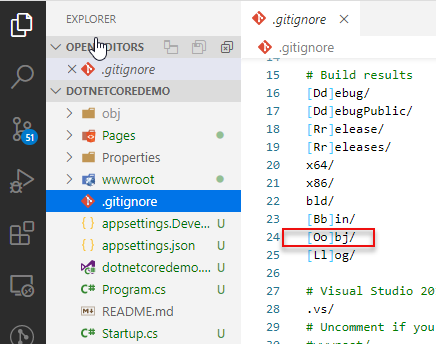 EXPLORER
OPEN EDITORS
.gitignore
DOTNETCOREDEMO
obj
Pages
Properties
wwwroot
.gitignore
appsettings.Deve... U
appsettings.json U
dotnetcoredemo.... U
C# Program.cs U
README.md
C# Startup.cs U
51
.gitignore
.gitignore
14
15 # Build results
16 [Dd]ebug/
17 [Dd]ebugPublic/
18 [Rr]elease/
19 [Rr]eleases/
20 x64/
21 x86/
22 bld/
23 [Bb]in/
24 [Oo]bj/
25 [Ll]og/
26
27 # Visual Studio 20
28 .vs/
29 # Uncomment if you